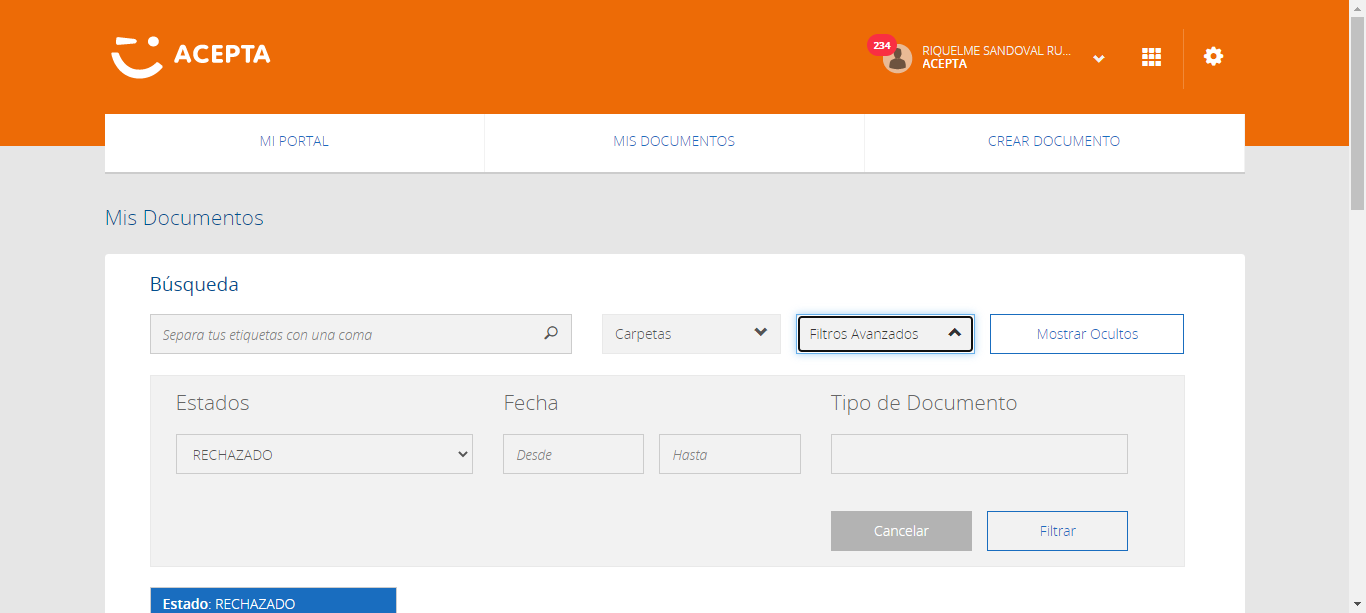 ACEPTA
234
RIQUELME SANDOVAL RU...
ACEPTA
MI PORTAL
MIS DOCUMENTOS
CREAR DOCUMENTO
Mis Documentos
Búsqueda
Separa tus etiquetas con una coma
Carpetas
Filtros Avanzados
Mostrar Ocultos
Estados
Fecha
Tipo de Documento
RECHAZADO
Desde
Hasta
Cancelar
Filtrar
Estado: RECHAZADO